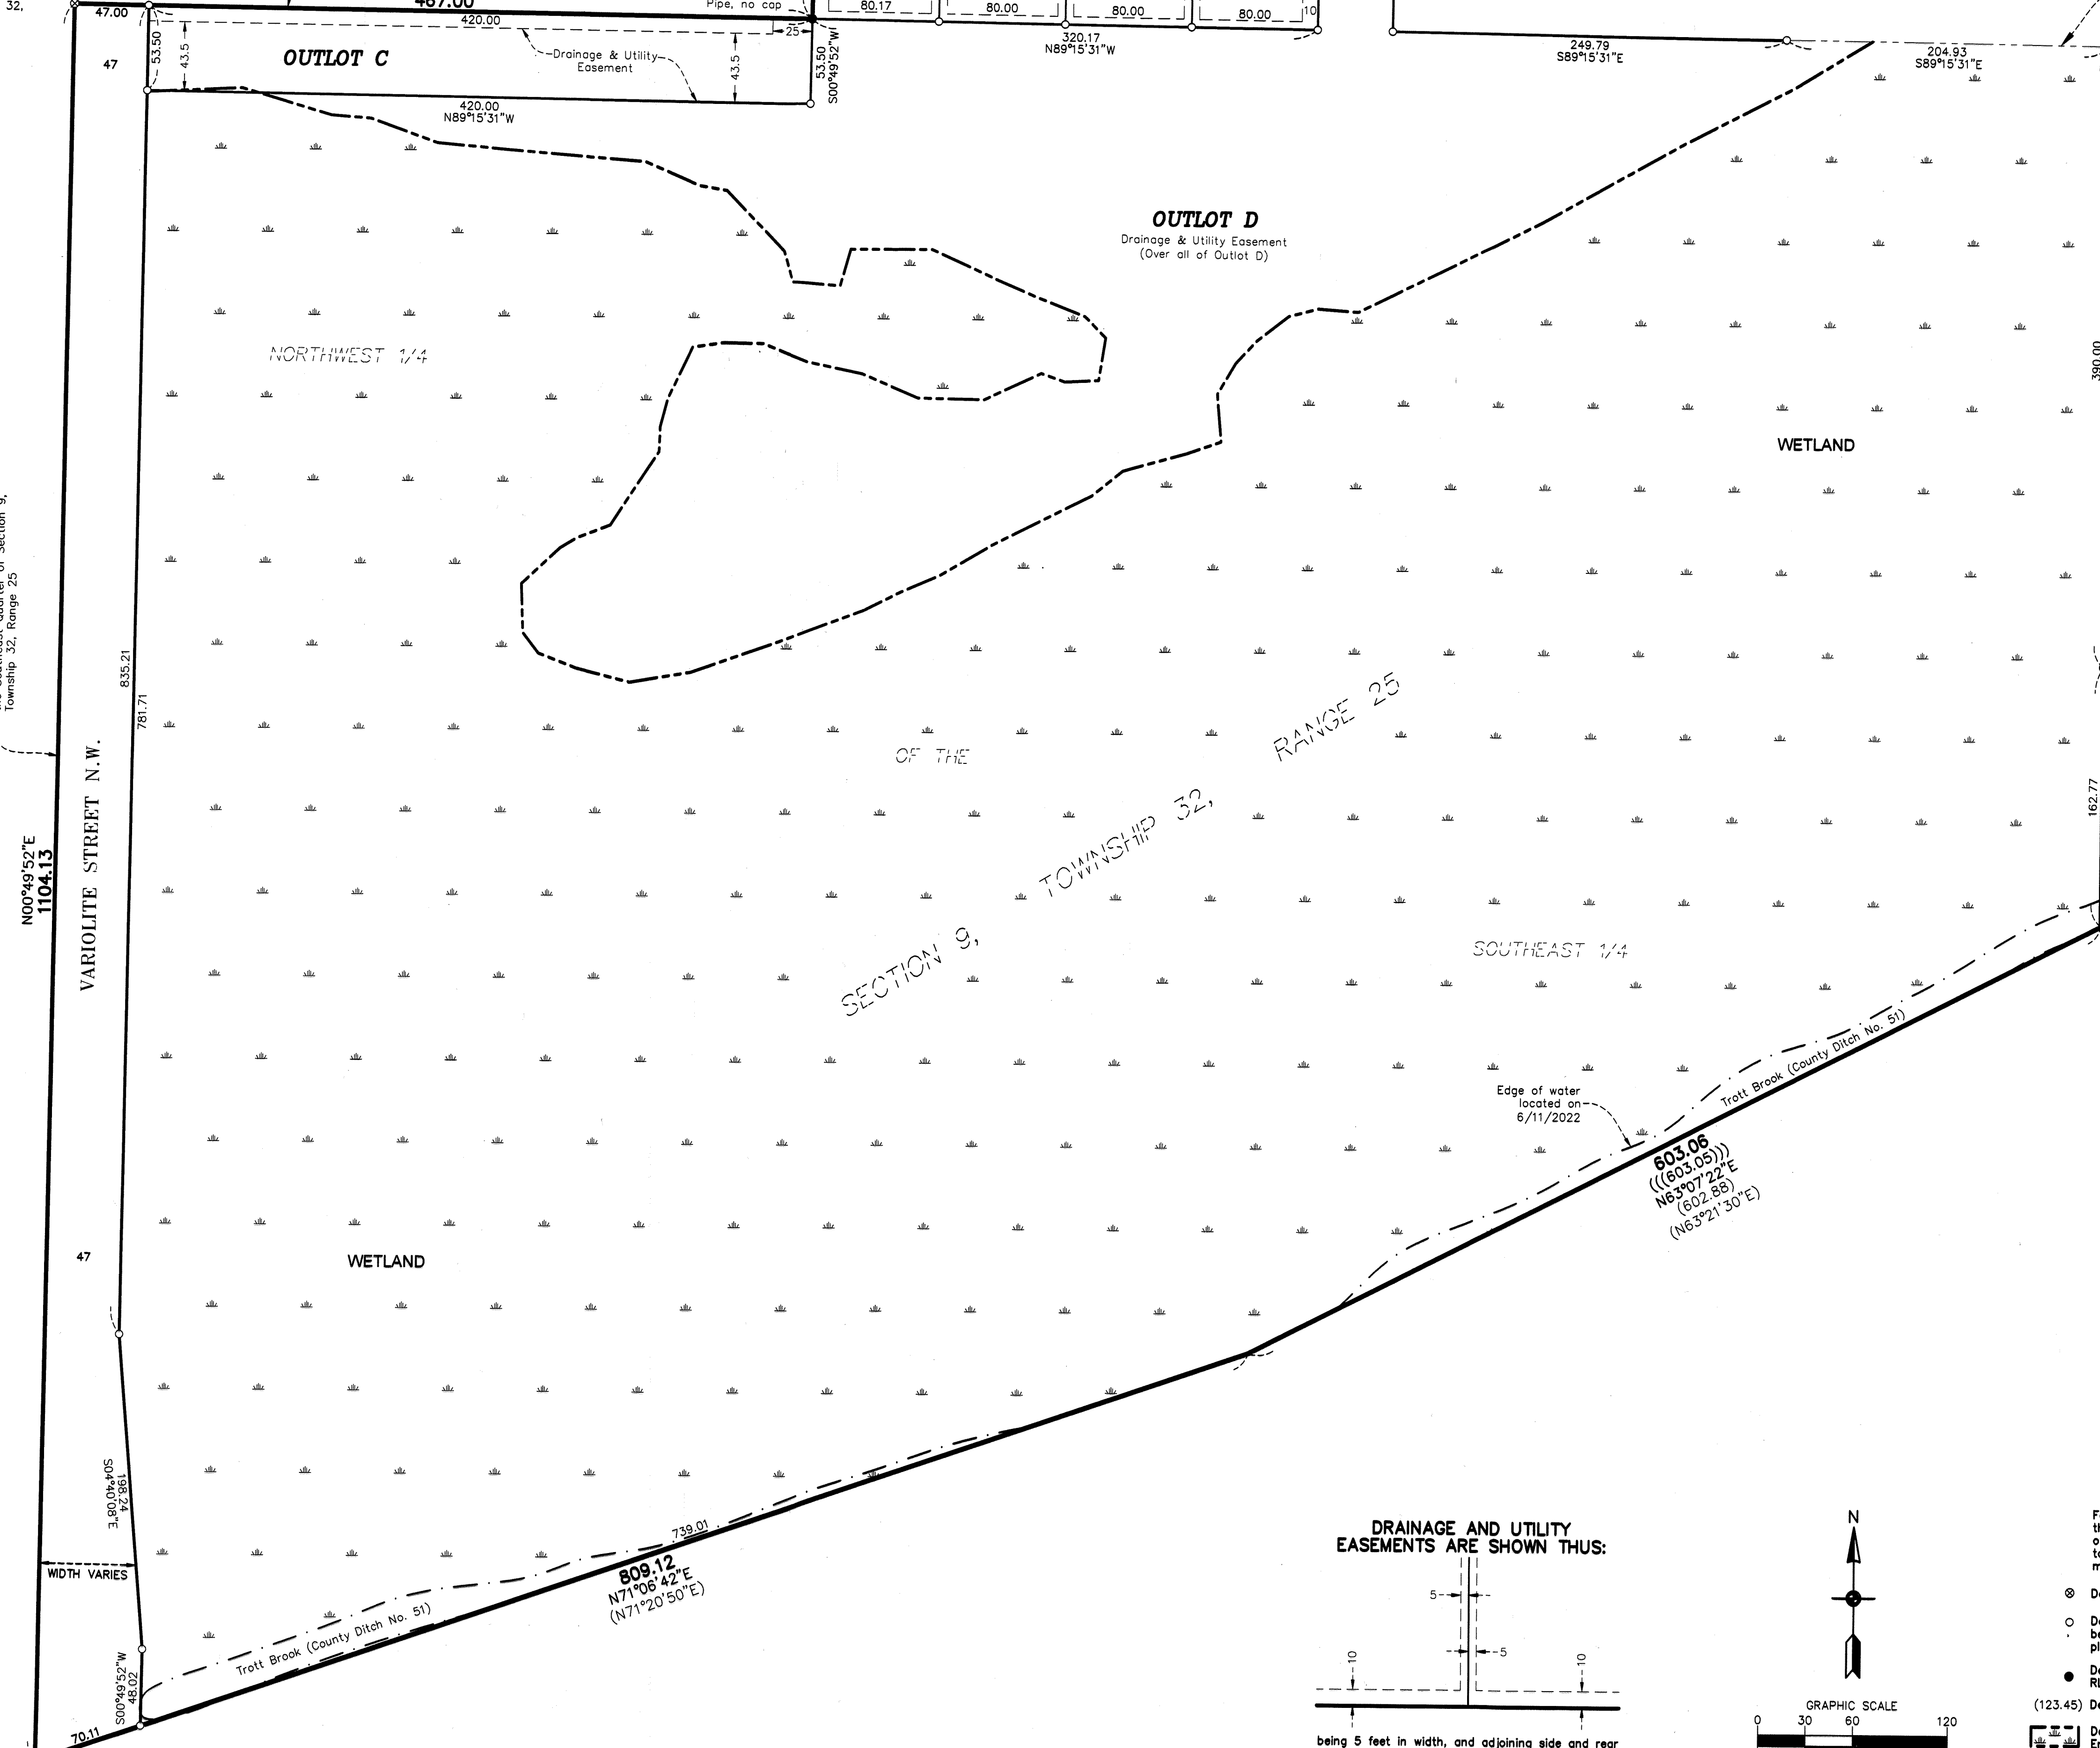 32,
47.00
467.00
420.00
Pipe, no cap
25
80.17
80.00
80.00
80.00
10
320.17
N89°15'31"W
249.79
S89°15'31"E
204.93
S89°15'31"E
47
53.50
43.5
OUTLOT C
Drainage & Utility
Easement
43.5
53.50
S00°49'52"W
420.00
N89°15'31"W
OUTLOT D
Drainage & Utility Easement
(Over all of Outlot D)
NORTHWEST 1/4
390.00
WETLAND
Township 32, Range 25
835.21
781.71
VARIOLITE STREET N.W.
N00°49'52"E
1104.13
OF THE
SECTION 9,
TOWNSHIP 32,
RANGE 25
162.77
SOUTHEAST 1/4
Edge of water
located on
6/11/2022
Trott Brook (County Ditch No. 51)
603.06
(((603.05)))
N63°07'22"E
(602.88)
(N63°21'30"E)
47
WETLAND
198.24
S04°40'08"E
WIDTH VARIES
739.01
809.12
N71°06'42"E
(N71°20'50"E)
Trott Brook (County Ditch No. 51)
S00°49'52"W
48.02
70.11
DRAINAGE AND UTILITY
EASEMENTS ARE SHOWN THUS:
5
5
10
10
being 5 feet in width, and adjoining side and rear
N
GRAPHIC SCALE
0 30 60 120
(123.45)